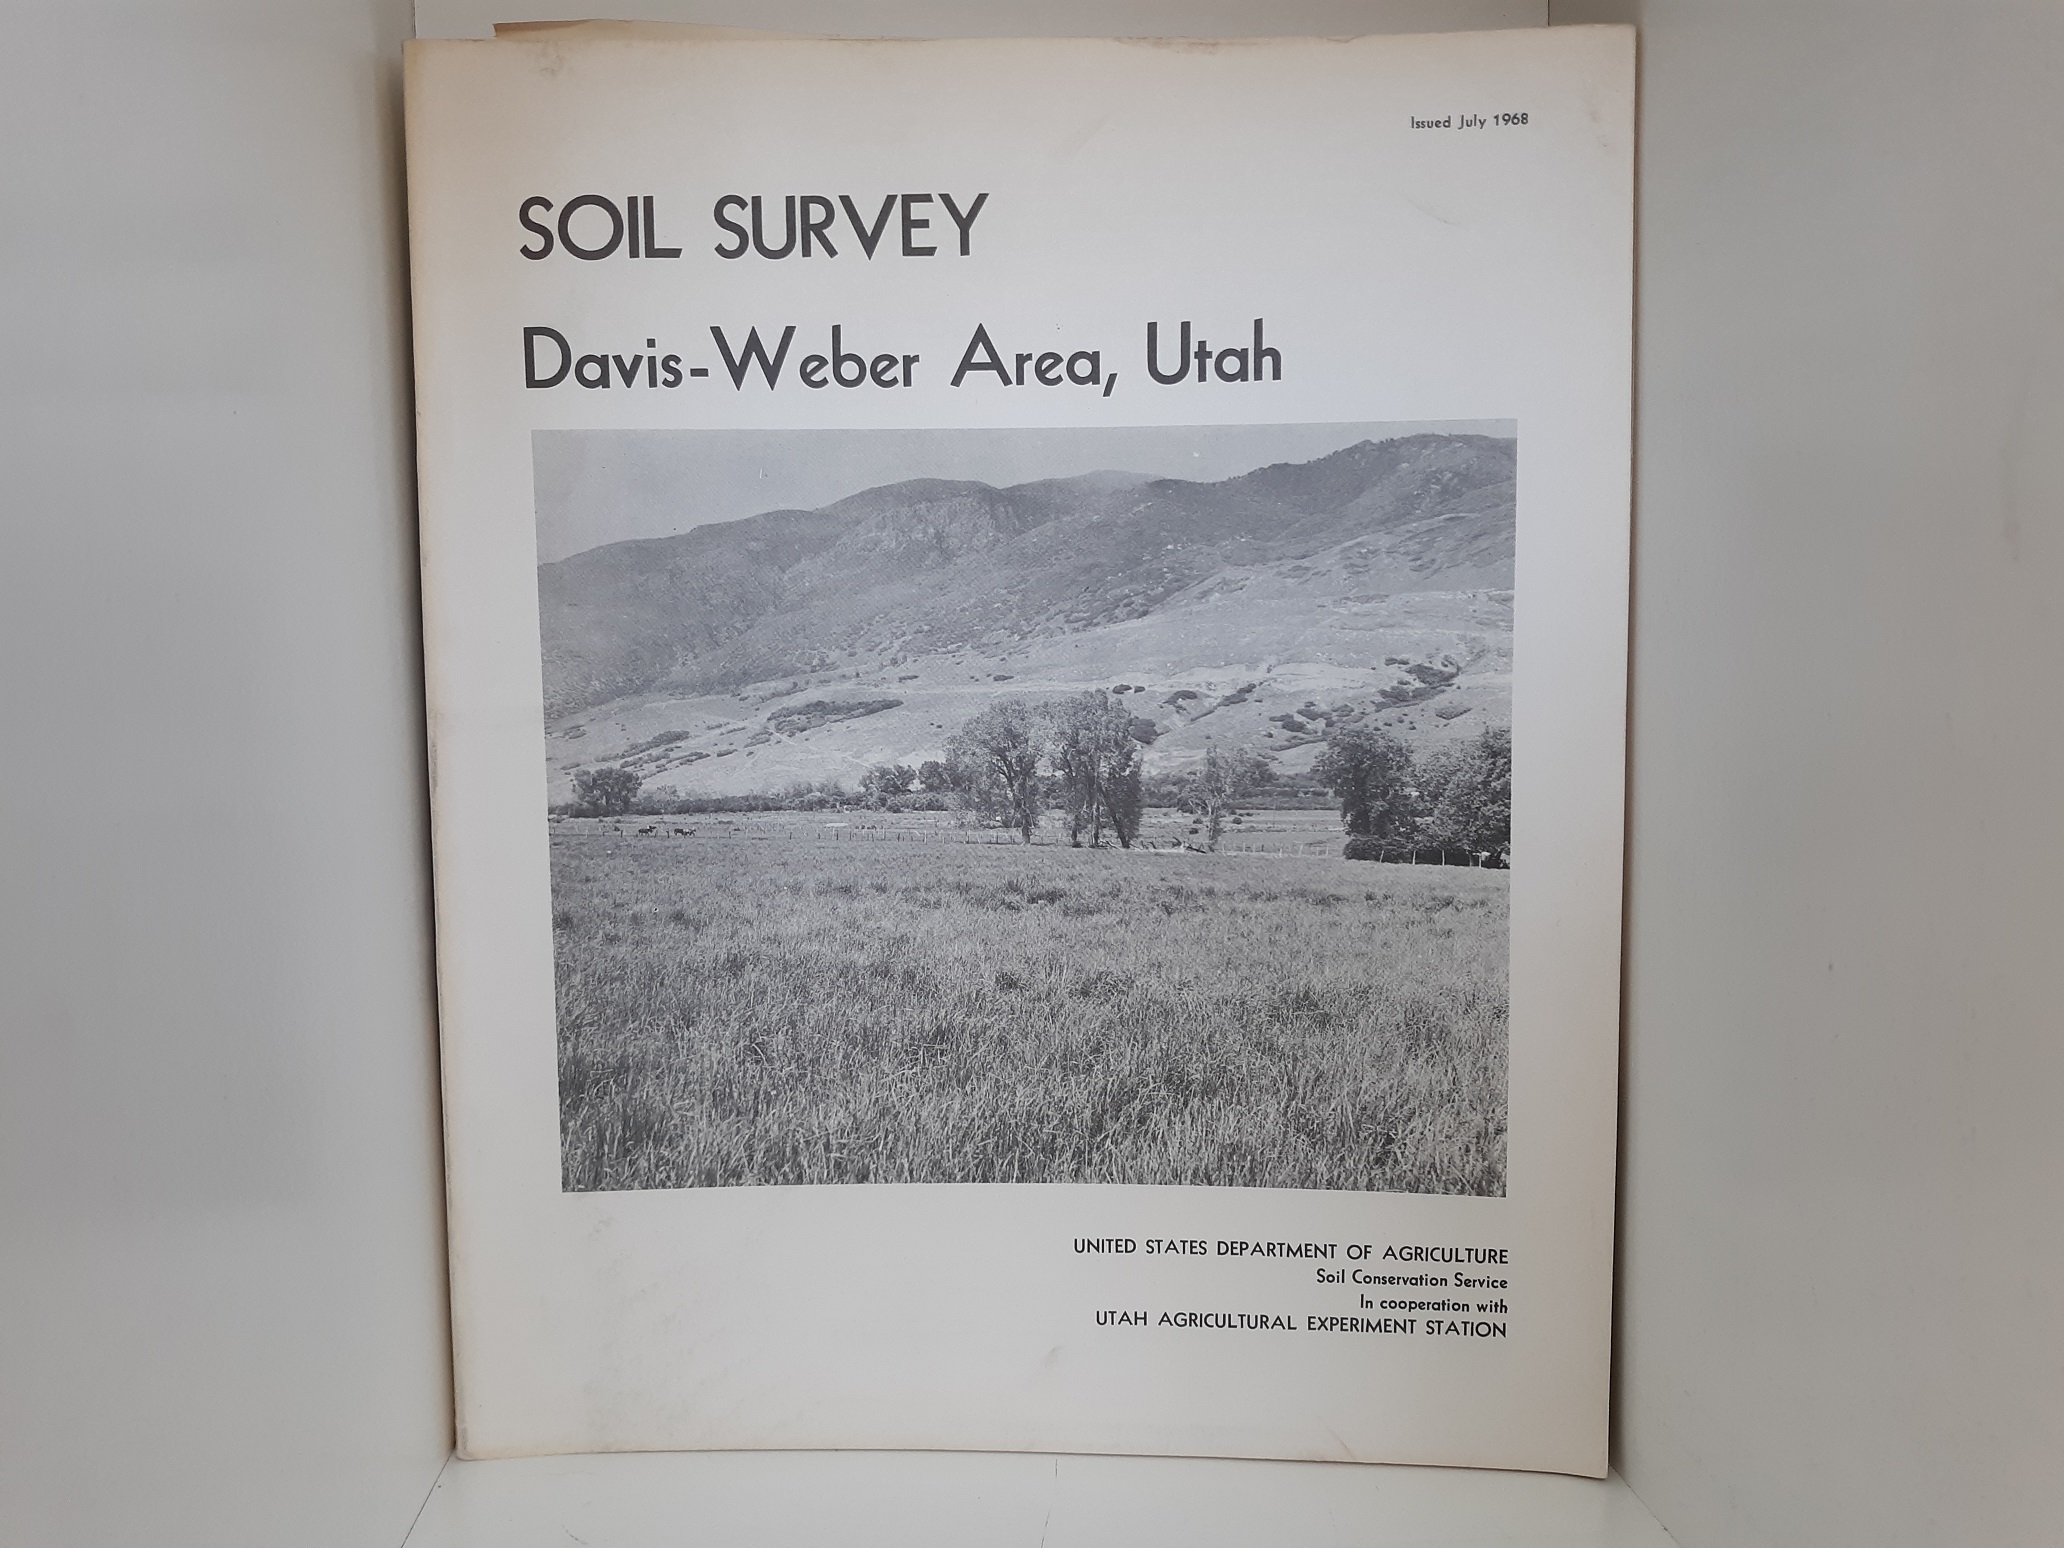 Issued July 1968
SOIL SURVEY
Davis-Weber Area, Utah
UNITED STATES DEPARTMENT OF AGRICULTURE
Soil Conservation Service
In cooperation with
UTAH AGRICULTURAL EXPERIMENT STATION